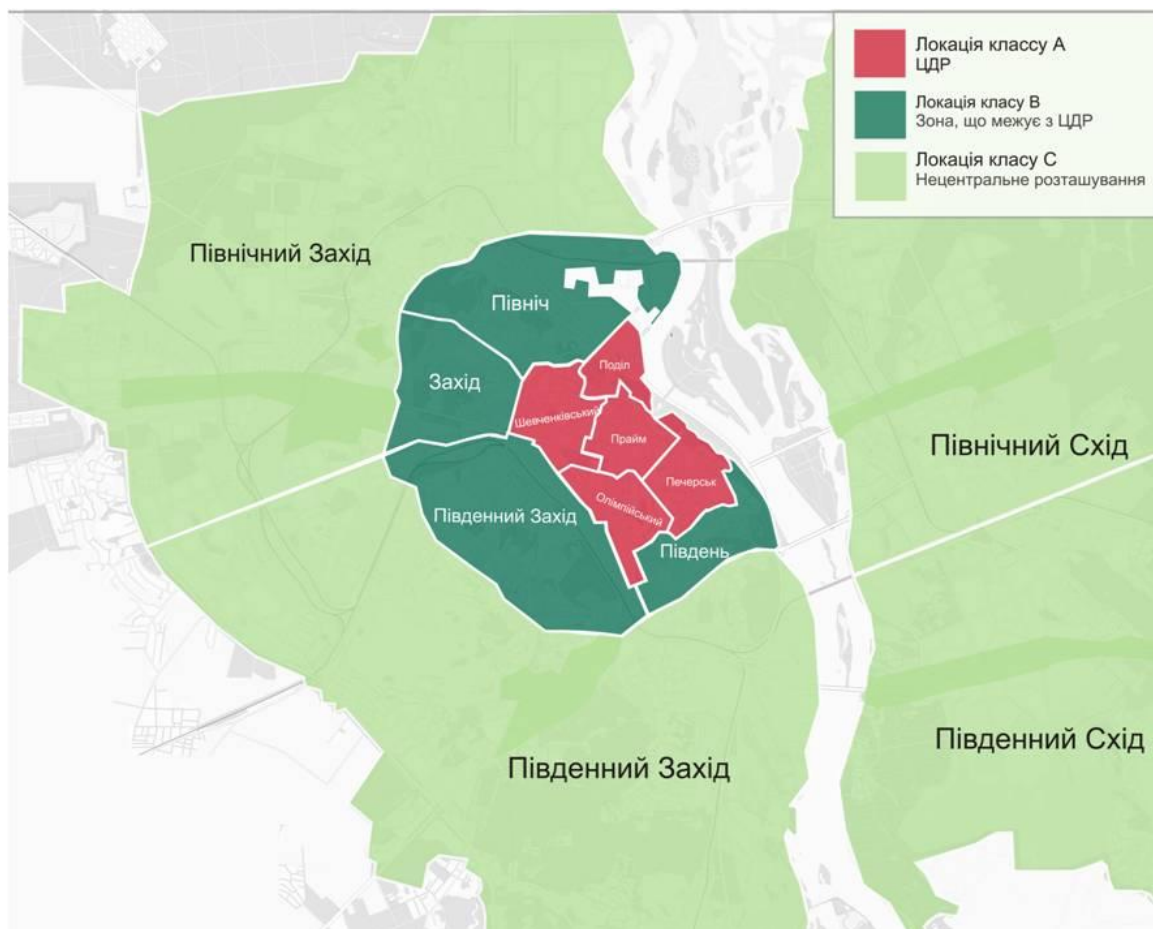 Локація классу А
ЦДР
Локація класу В
Зона, що межує з ЦДР
Локація класу С
Нецентральне розташування
Північний Захід
Північ
Поділ
Захід
Шевченківський
Прайм
Північний Схід
Печерськ
Олімпійський
Південний Захід
Південь
Південний Схід
Південний Захід